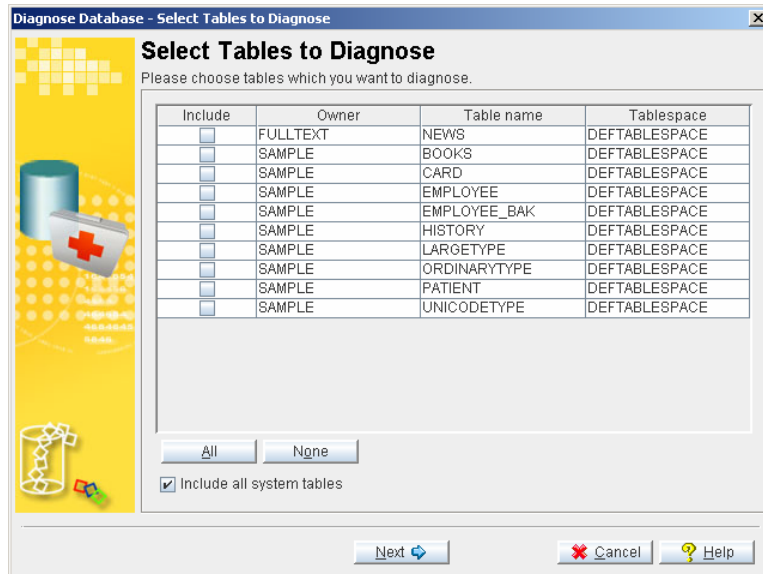 Diagnose Database - Select Tables to Diagnose
Select Tables to Diagnose
Please choose tables which you want to diagnose.
Include Owner Table name Tablespace
FULLTEXT NEWS DEFTABLESPACE
SAMPLE BOOKS DEFTABLESPACE
SAMPLE CARD DEFTABLESPACE
SAMPLE EMPLOYEE DEFTABLESPACE
SAMPLE EMPLOYEE_BAK DEFTABLESPACE
SAMPLE HISTORY DEFTABLESPACE
SAMPLE LARGETYPE DEFTABLESPACE
SAMPLE ORDINARYTYPE DEFTABLESPACE
SAMPLE PATIENT DEFTABLESPACE
SAMPLE UNICODETYPE DEFTABLESPACE
All None
Include all system tables
Next Cancel Help